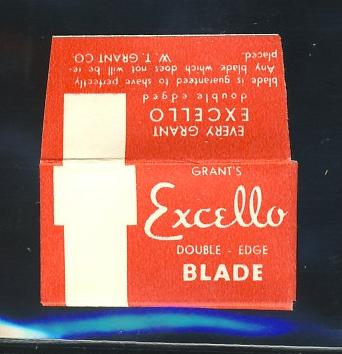 W. T. GRANT CO.
placed.
Any blade which does not will be re-
blade is guaranteed to shave perfectly
double edged
EXCELLO
EVERY GRANT
GRANT'S
Excello
DOUBLE - EDGE
BLADE